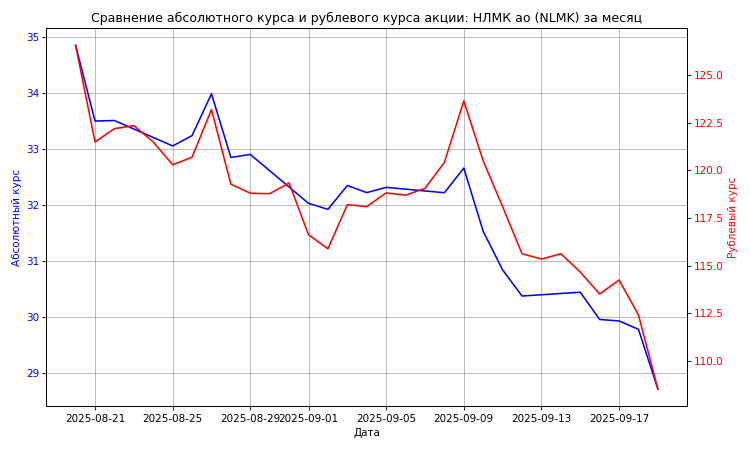 Сравнение абсолютного курса и рублевого курса акции: НЛМК ао (NLMK) за месяц
35
34
33
32
31
30
29
Абсолютный курс
125.0
122.5
120.0
117.5
115.0
112.5
110.0
Рублевый курс
2025-08-21 2025-08-25 2025-08-29 2025-09-01 2025-09-05 2025-09-09 2025-09-13 2025-09-17
Дата